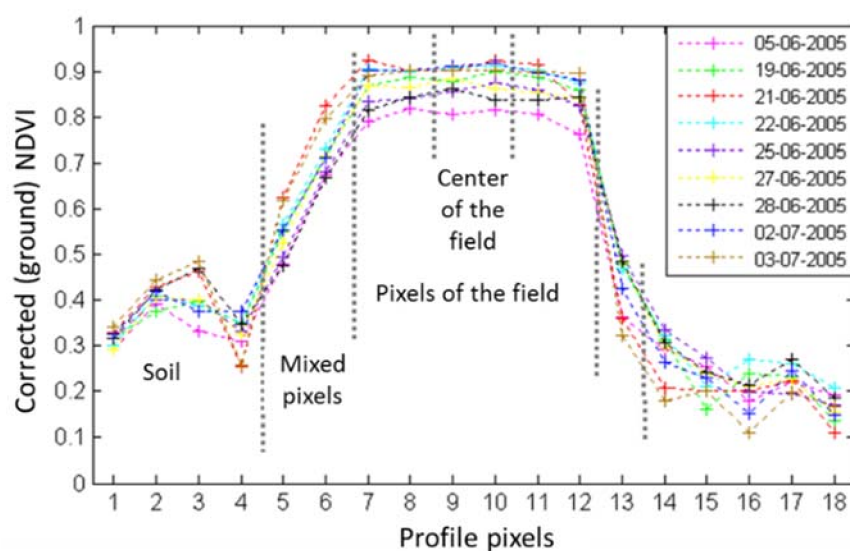 1
0.9
0.8
0.7
0.6
0.5
0.4
0.3
0.2
0.1
0
Corrected (ground) NDVI
05-06-2005
19-06-2005
21-06-2005
22-06-2005
25-06-2005
27-06-2005
28-06-2005
02-07-2005
03-07-2005
Center
of the
field
Pixels of the field
Soil
Mixed
pixels
1 2 3 4 5 6 7 8 9 10 11 12 13 14 15 16 17 18
Profile pixels